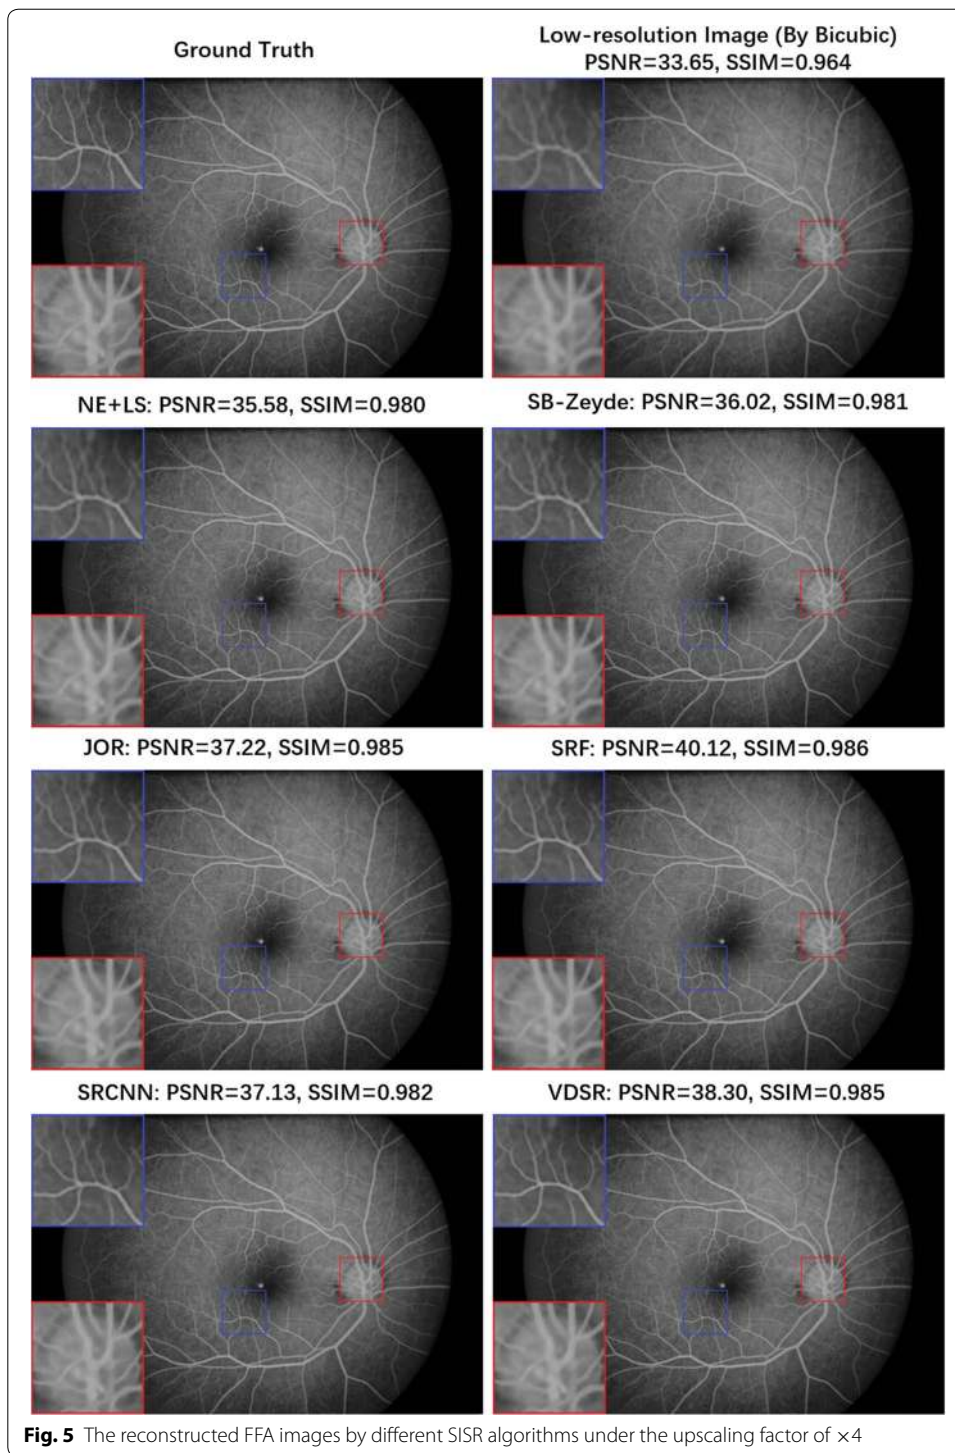 Ground Truth
Low-resolution Image (By Bicubic)
PSNR=33.65, SSIM=0.964
NE+LS: PSNR=35.58, SSIM=0.980
SB-Zeyde: PSNR=36.02, SSIM=0.981
JOR: PSNR=37.22, SSIM=0.985
SRF: PSNR=40.12, SSIM=0.986
SRCNN: PSNR=37.13, SSIM=0.982
VDSR: PSNR=38.30, SSIM=0.985
Fig. 5 The reconstructed FFA images by different SISR algorithms under the upscaling factor of ×4